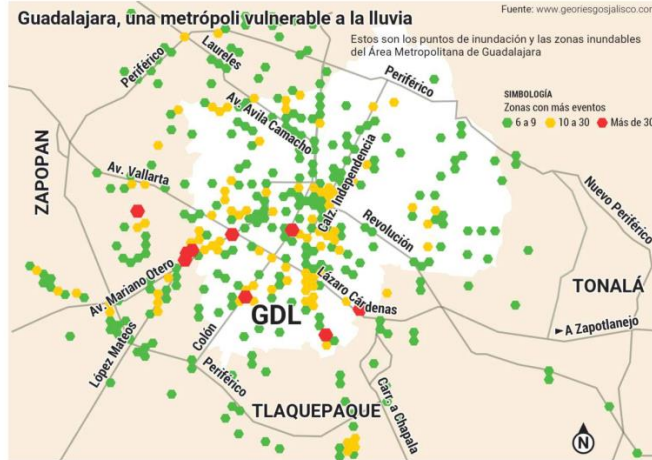 Guadalajara, una metrópoli vulnerable a la lluvia
Fuente: www.georiesgosjalisco.com
Estos son los puntos de inundación y las zonas inundables
del Área Metropolitana de Guadalajara
SIMBOLOGÍA
Zonas con más eventos
6 a 9
10 a 30
Más de 30
Periférico
Laureles
Av. Avila Camacho
Periférico
ZAPOPAN
Av. Vallarta
Calz. Independencia
Revolución
Nuevo Periférico
TONALÁ
Av. Mariano Otero
Lázaro Cárdenas
GDL
A Zapotlanejo
López Mateos
Colón
Periférico
Carr. a Chapala
TLAQUEPAQUE
N